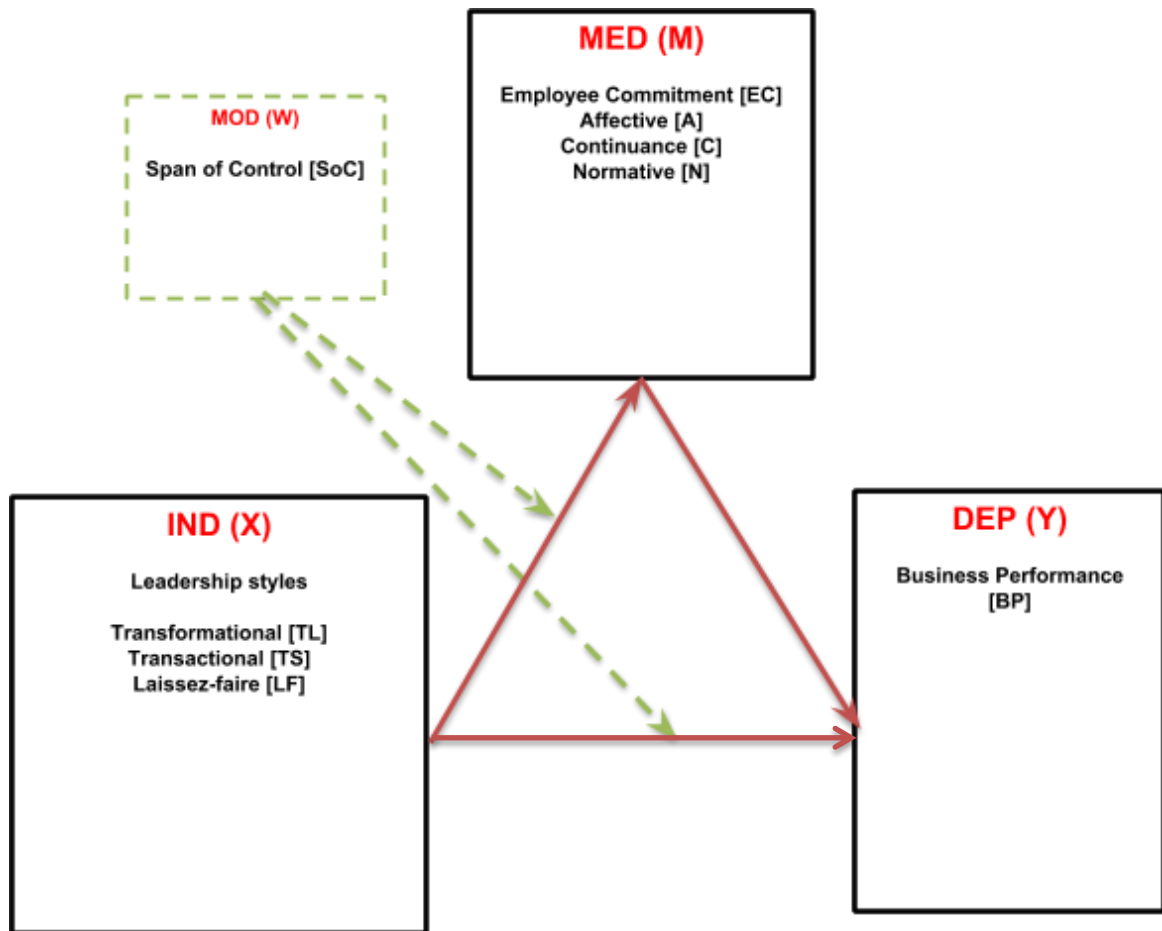 MED (M)
Employee Commitment [EC]
Affective [A]
Continuance [C]
Normative [N]
MOD (W)
Span of Control [SoC]
IND (X)
Leadership styles
Transformational [TL]
Transactional [TS]
Laissez-faire [LF]
DEP (Y)
Business Performance
[BP]